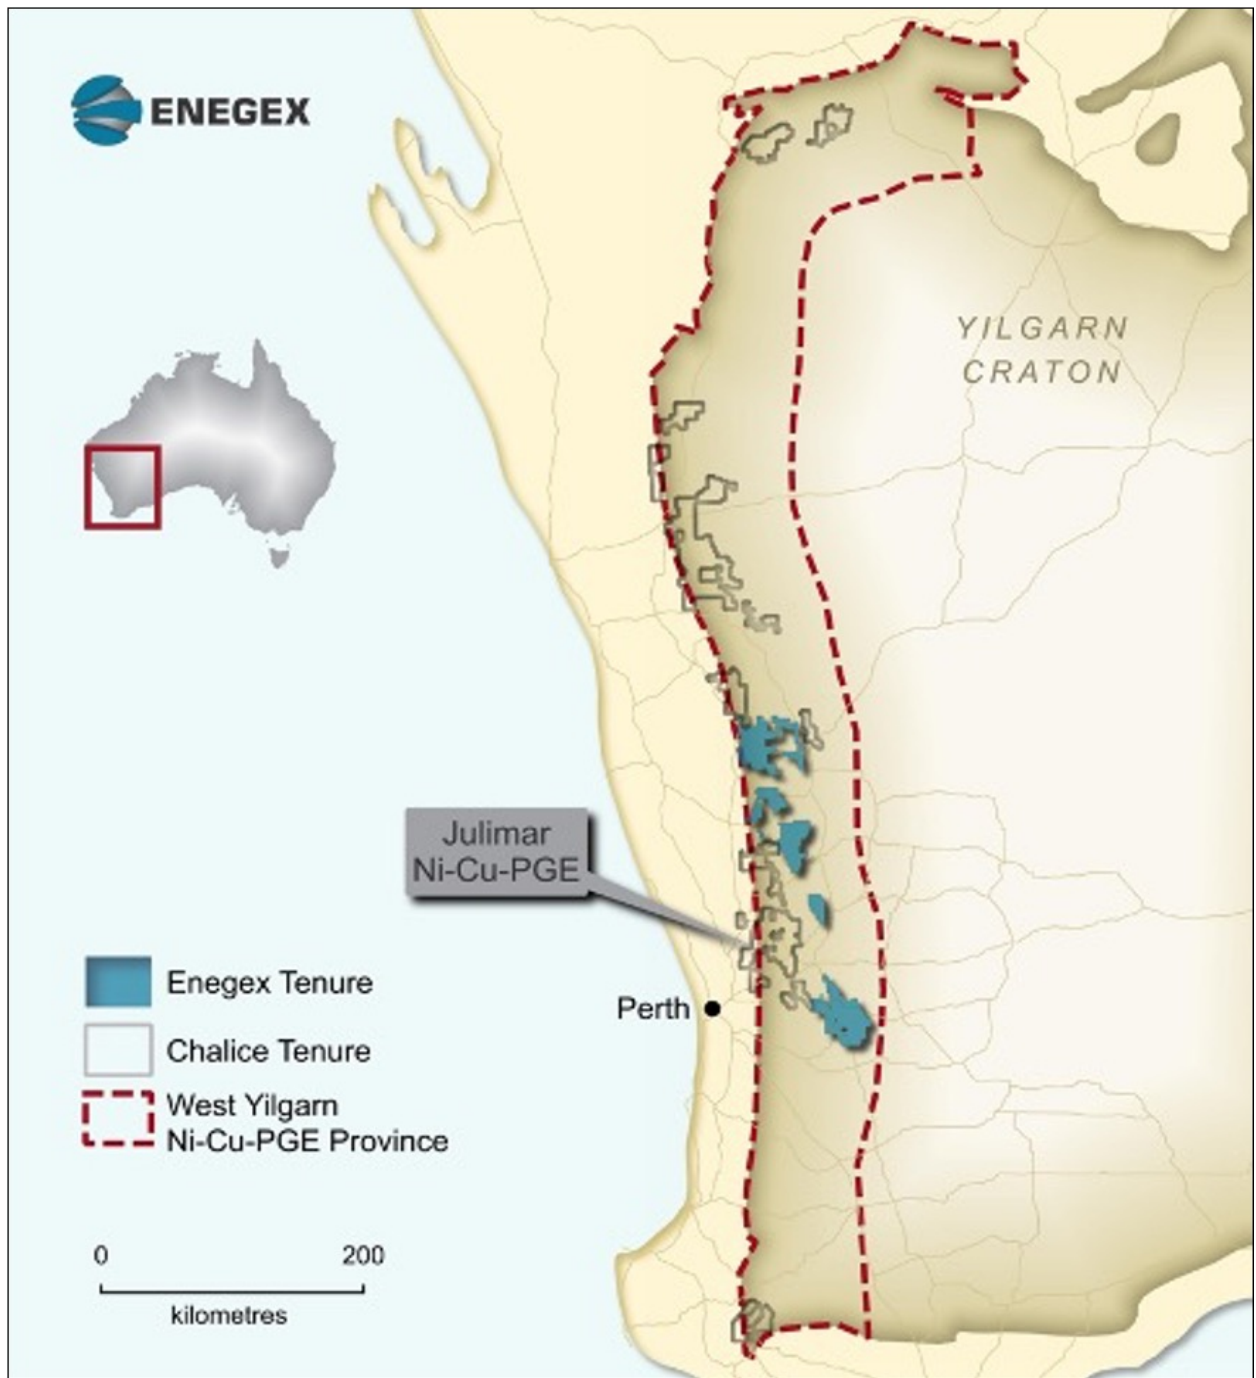 ENEGEX
YILGARN
CRATON
Julimar
Ni-Cu-PGE
Perth
Enegex Tenure
Chalice Tenure
West Yilgarn
Ni-Cu-PGE Province
0 200
kilometres